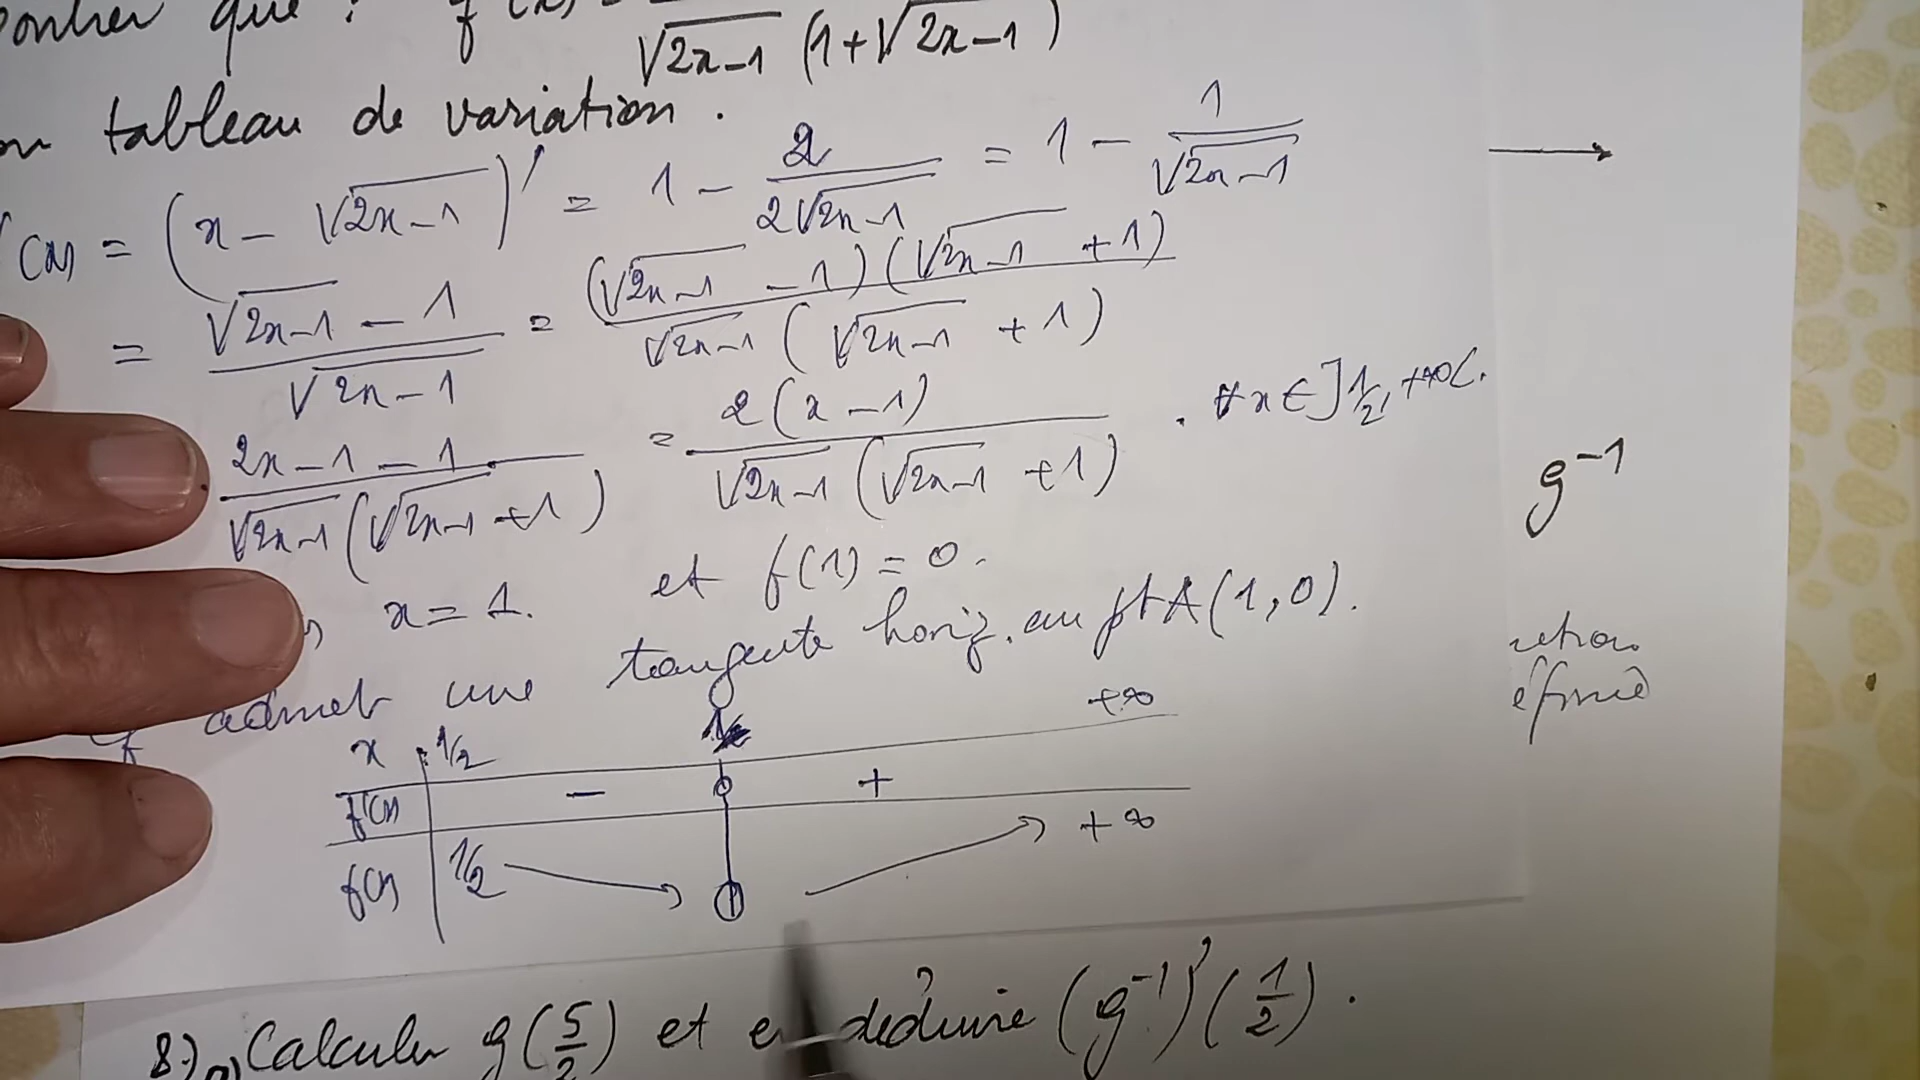 que : f'(x) =
√(2x-1) (1+√(2x-1))
tableau de variation.
(x) = (x - √(2x-1))' = 1 - 2/(2√(2x-1)) = 1 - 1/√(2x-1)
= (√(2x-1) - 1)/√(2x-1) = (√(2x-1) - 1)(√(2x-1) + 1)/(√(2x-1) (√(2x-1) + 1))
(2x-1-1)/(√(2x-1) (√(2x-1) + 1)) = 2(x-1)/(√(2x-1) (√(2x-1) + 1)) . ∀x∈]1/2, +∞[.
g⁻¹
x = 1. et f(1) = 0.
admet une tangente horiz. au pt A(1,0).
x 1/2 1 +∞
f'(x) - 0 +
f(x) 1/2 0 +∞
8.) a) Calculer g(5/2) et en déduire (g⁻¹)'(1/2).